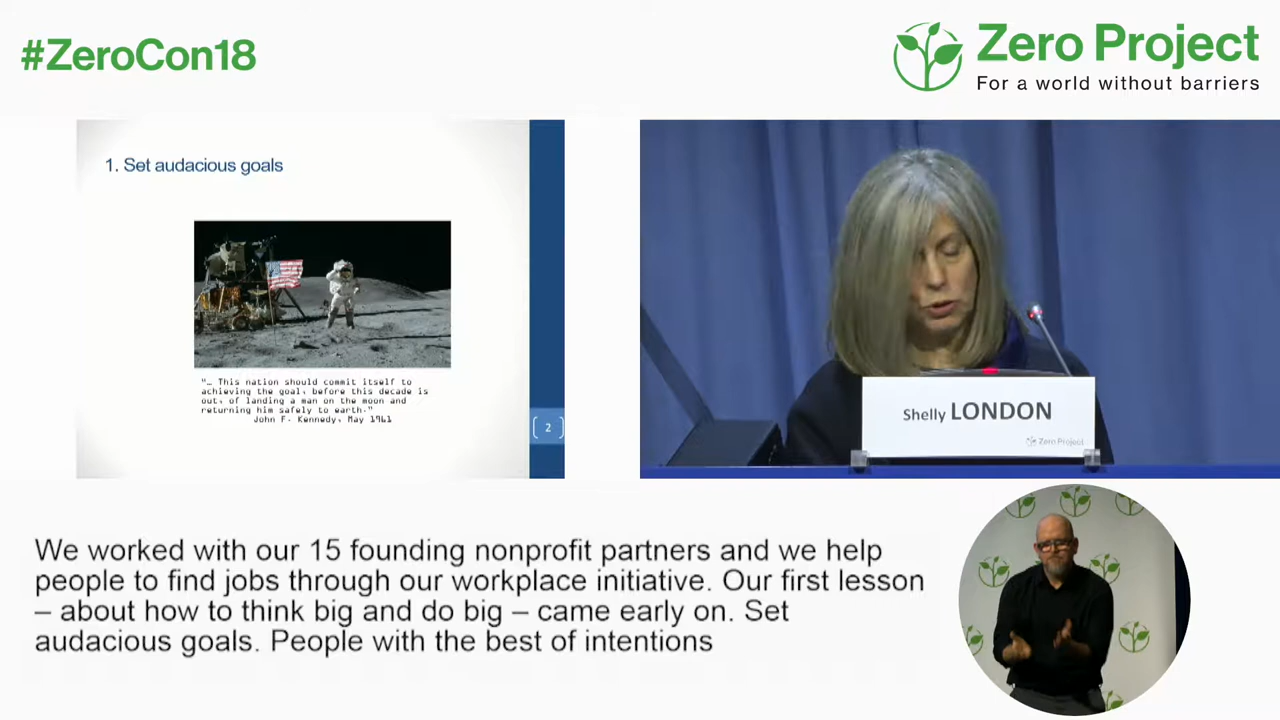 #ZeroCon18
Zero Project
For a world without barriers
1. Set audacious goals
"… This nation should commit itself to
achieving the goal, before this decade is
out, of landing a man on the moon and
returning him safely to earth."
John F. Kennedy, May 1961
2
Shelly LONDON
Zero Project
We worked with our 15 founding nonprofit partners and we help
people to find jobs through our workplace initiative. Our first lesson
– about how to think big and do big – came early on. Set
audacious goals. People with the best of intentions